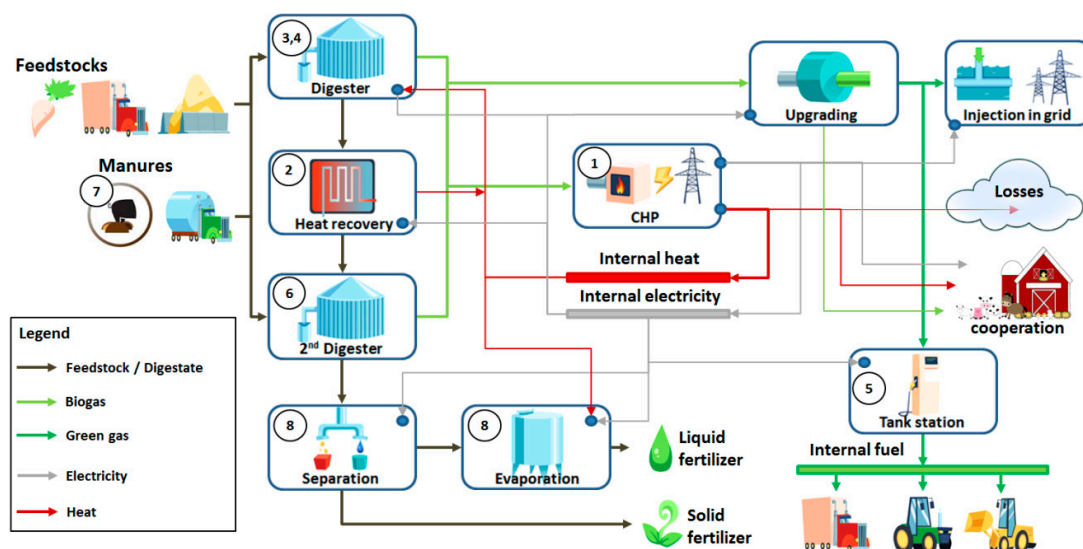 3,4
Digester
Upgrading
Injection in grid
Feedstocks
Manures
7
2
Heat recovery
1
CHP
Losses
Internal heat
Internal electricity
cooperation
6
2nd Digester
Legend
Feedstock / Digestate
Biogas
Green gas
Electricity
Heat
5
Tank station
8
Separation
8
Evaporation
Liquid
fertilizer
Solid
fertilizer
Internal fuel